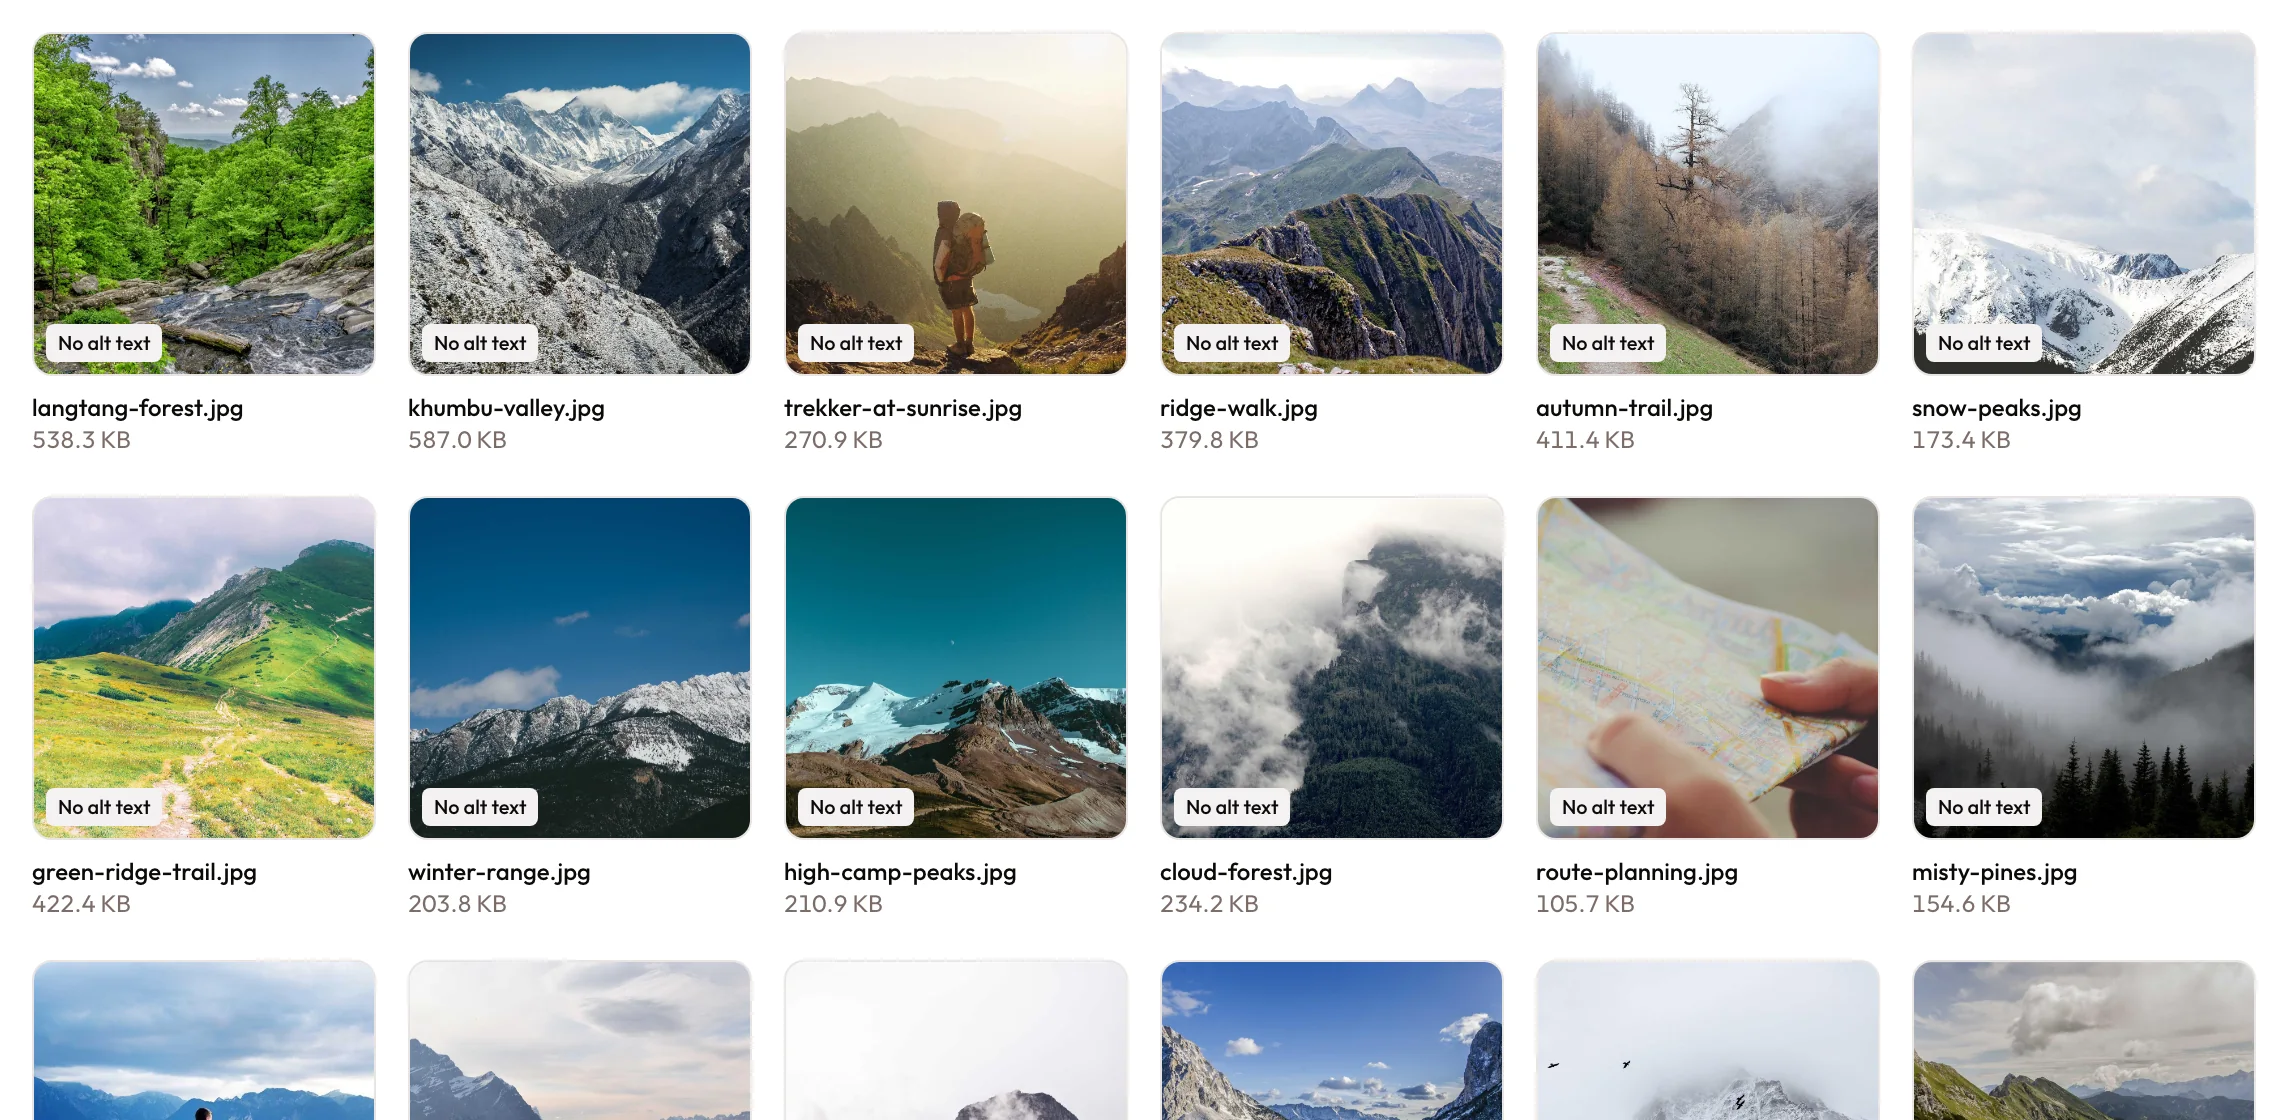 No alt text
No alt text
No alt text
No alt text
No alt text
No alt text
langtang-forest.jpg
khumbu-valley.jpg
trekker-at-sunrise.jpg
ridge-walk.jpg
autumn-trail.jpg
snow-peaks.jpg
538.3 KB
587.0 KB
270.9 KB
379.8 KB
411.4 KB
173.4 KB
No alt text
No alt text
No alt text
No alt text
No alt text
No alt text
green-ridge-trail.jpg
winter-range.jpg
high-camp-peaks.jpg
cloud-forest.jpg
route-planning.jpg
misty-pines.jpg
422.4 KB
203.8 KB
210.9 KB
234.2 KB
105.7 KB
154.6 KB